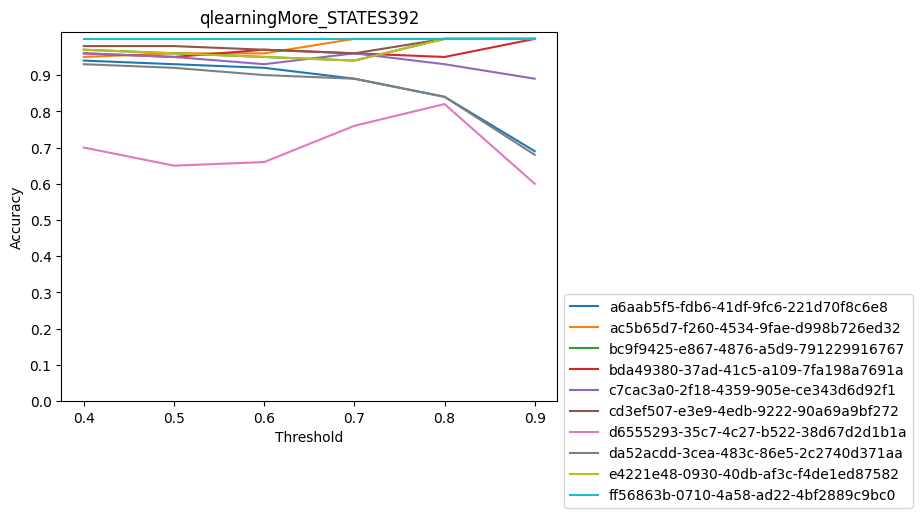 qlearningMore_STATES392
Accuracy
0.9
0.8
0.7
0.6
0.5
0.4
0.3
0.2
0.1
0.0
0.4 0.5 0.6 0.7 0.8 0.9
Threshold
a6aab5f5-fdb6-41df-9fc6-221d70f8c6e8
ac5b65d7-f260-4534-9fae-d998b726ed32
bc9f9425-e867-4876-a5d9-791229916767
bda49380-37ad-41c5-a109-7fa198a7691a
c7cac3a0-2f18-4359-905e-ce343d6d92f1
cd3ef507-e3e9-4edb-9222-90a69a9bf272
d6555293-35c7-4c27-b522-38d67d2d1b1a
da52acdd-3cea-483c-86e5-2c2740d371aa
e4221e48-0930-40db-af3c-f4de1ed87582
ff56863b-0710-4a58-ad22-4bf2889c9bc0